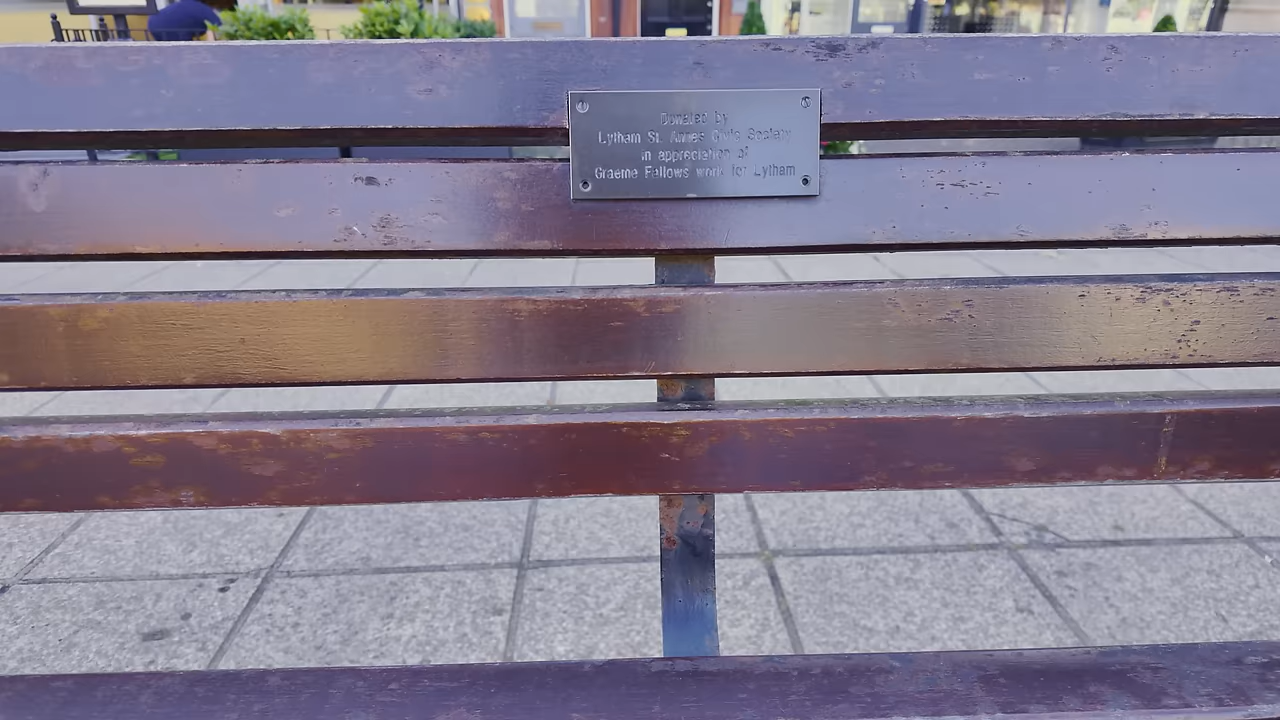 Donated by
Lytham St. Annes Civic Society
in appreciation of
Graeme Fellows work for Lytham